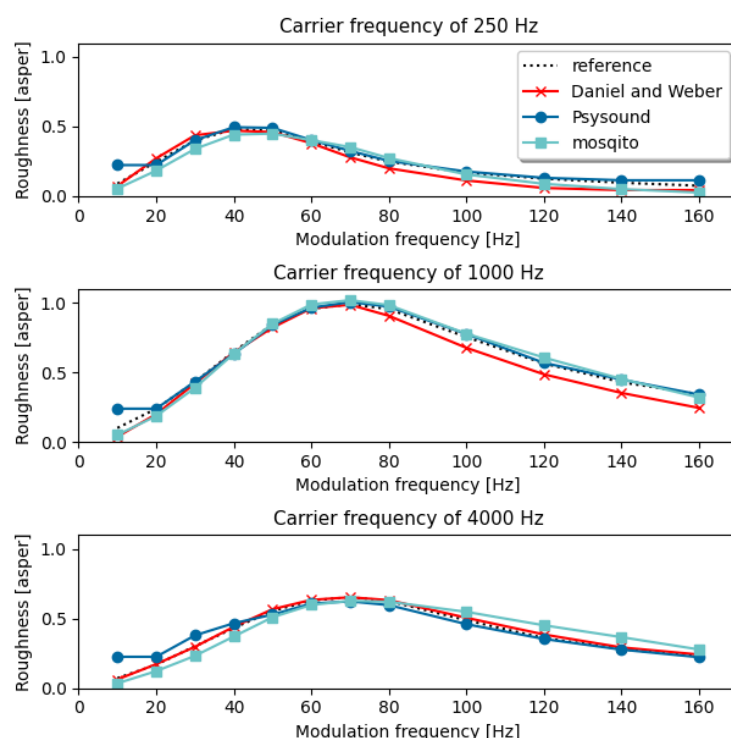 Carrier frequency of 250 Hz
Roughness [asper]
1.0
0.5
0.0
reference
Daniel and Weber
Psysound
mosqito
0 20 40 60 80 100 120 140 160
Modulation frequency [Hz]
Carrier frequency of 1000 Hz
Roughness [asper]
1.0
0.5
0.0
0 20 40 60 80 100 120 140 160
Modulation frequency [Hz]
Carrier frequency of 4000 Hz
Roughness [asper]
1.0
0.5
0.0
0 20 40 60 80 100 120 140 160
Modulation frequency [Hz]